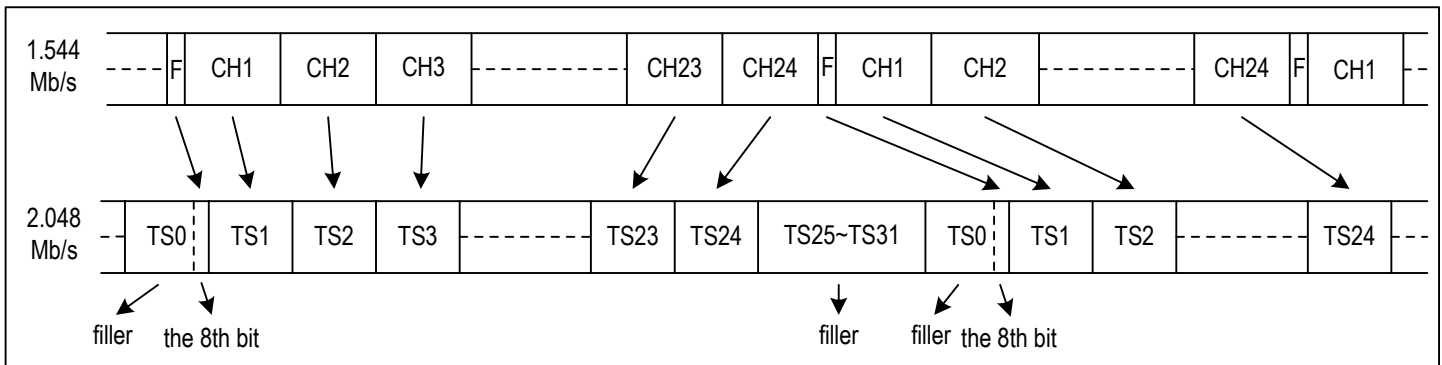 1.544 Mb/s F CH1 CH2 CH3 CH23 CH24 F CH1 CH2 CH24 F CH1
2.048 Mb/s TS0 TS1 TS2 TS3 TS23 TS24 TS25~TS31 TS0 TS1 TS2 TS24
filler the 8th bit filler filler the 8th bit